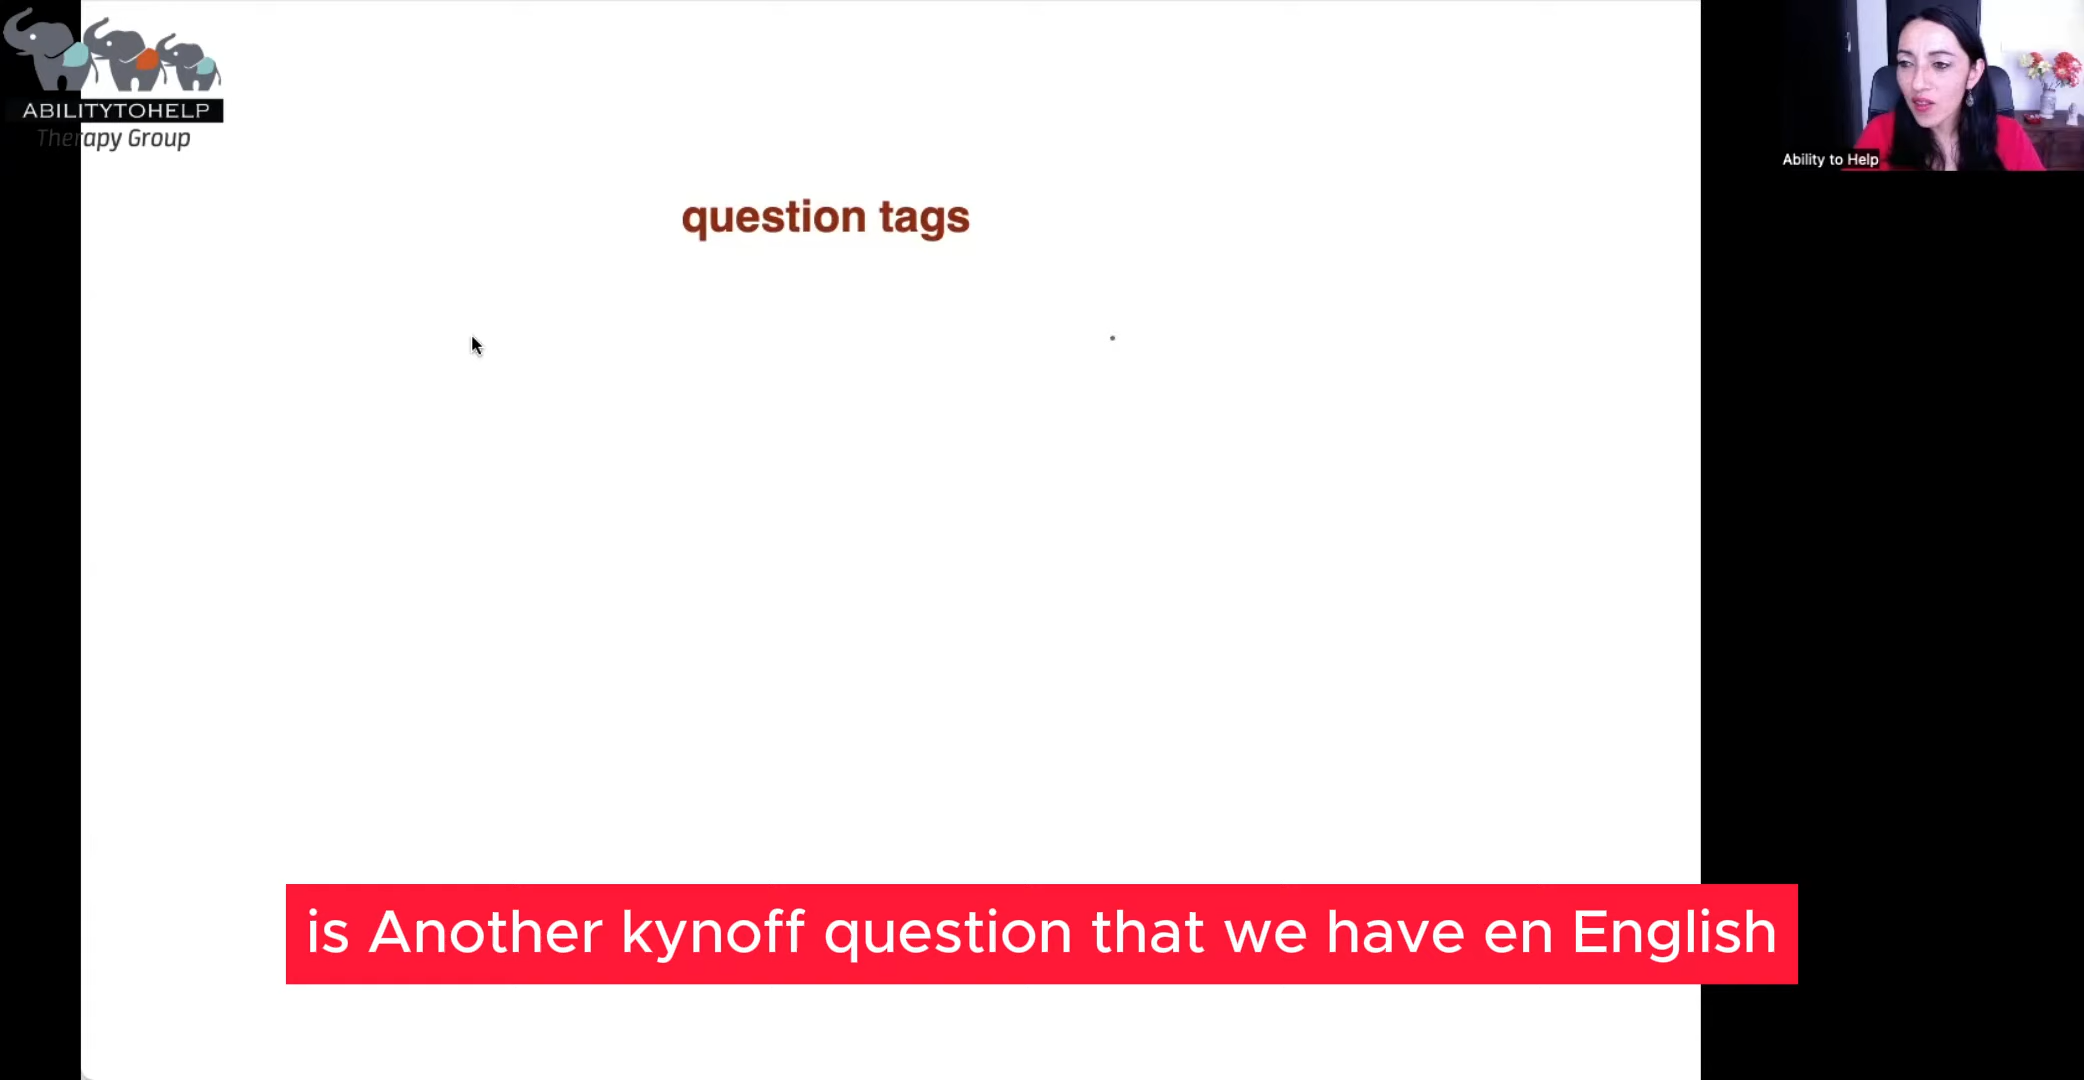 ABILITYTOHELP
Therapy Group
Ability to Help
question tags
is Another kynoff question that we have en English